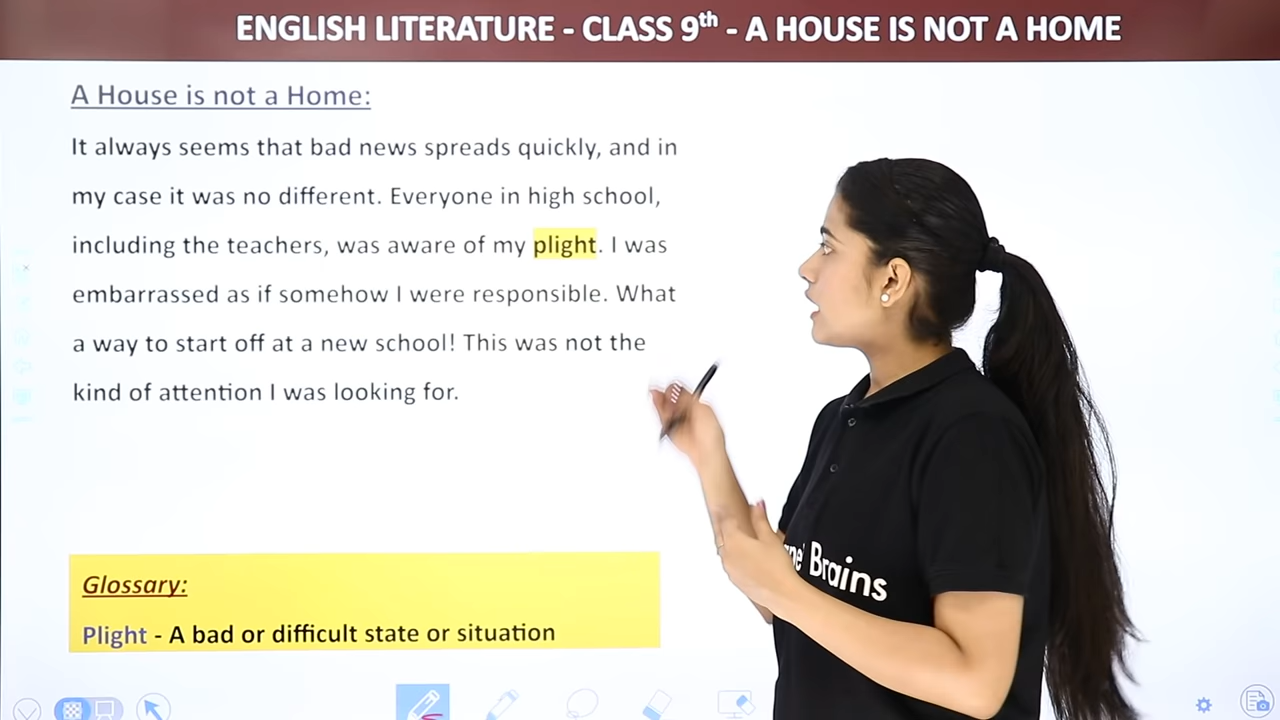 ENGLISH LITERATURE - CLASS 9th - A HOUSE IS NOT A HOME
A House is not a Home:
It always seems that bad news spreads quickly, and in
my case it was no different. Everyone in high school,
including the teachers, was aware of my plight. I was
embarrassed as if somehow I were responsible. What
a way to start off at a new school! This was not the
kind of attention I was looking for.
Brains
Glossary:
Plight - A bad or difficult state or situation